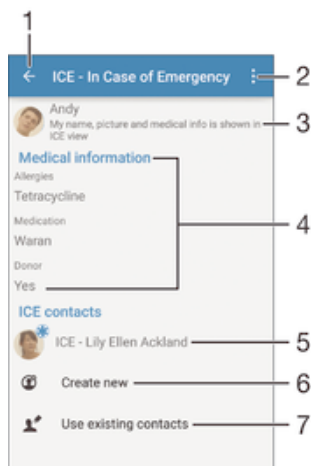 1
ICE - In Case of Emergency
2
Andy
My name, picture and medical info is shown in
ICE view
3
Medical information
Allergies
Tetracycline
Medication
Waran
Donor
Yes
4
ICE contacts
ICE - Lily Ellen Ackland
5
Create new
6
Use existing contacts
7